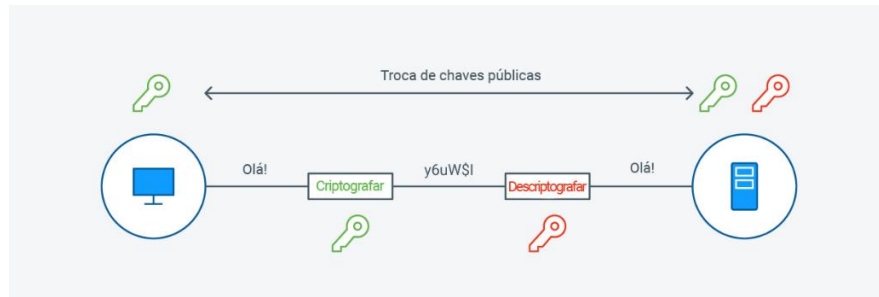 Troca de chaves públicas
Olá!
Criptografar
y6uW$I
Descriptografar
Olá!